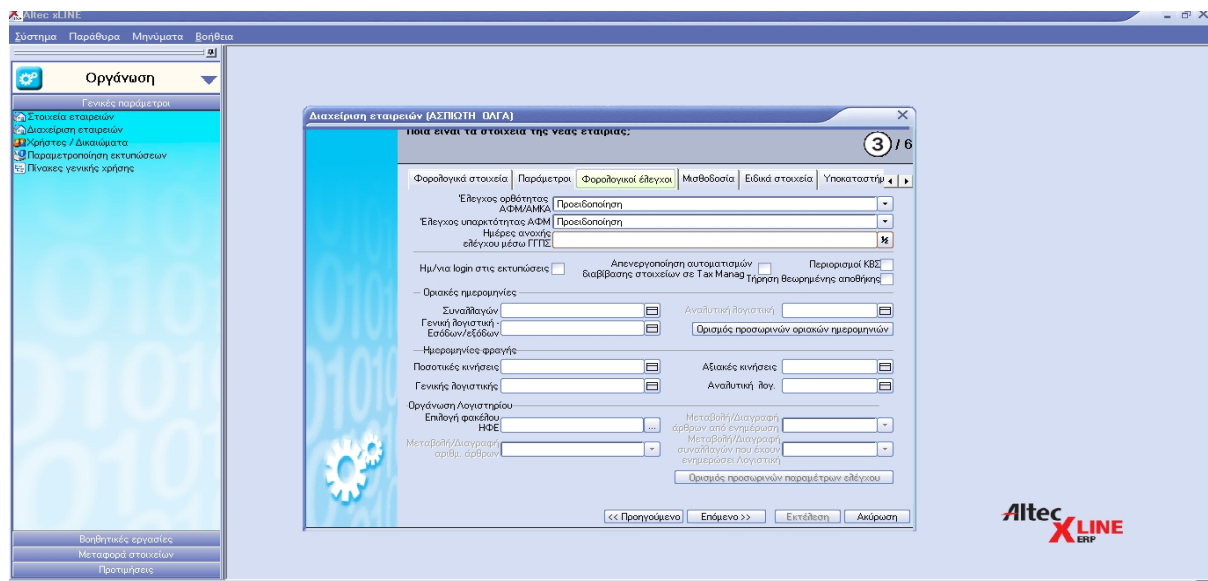 Altec xLINE
Σύστημα Παράθυρα Μηνύματα Βοήθεια
Οργάνωση
Γενικές παράμετροι
Στοιχεία εταιρειών
Διαχείριση εταιρειών
Χρήστες / Δικαιώματα
Παραμετροποίηση εκτυπώσεων
Πίνακες γενικής χρήσης
Διαχείριση εταιρειών (ΑΣΠΙΩΤΗ ΟΛΓΑ)
Ποια είναι τα στοιχεία της νέας εταιρίας;
3 / 6
Φορολογικά στοιχεία Παράμετροι Φορολογικοί έλεγχοι Μισθοδοσία Ειδικά στοιχεία Υποκαταστήμ
Έλεγχος ορθότητας ΑΦΜ/ΑΜΚΑ Προειδοποίηση
Έλεγχος υπαρκτότητας ΑΦΜ Προειδοποίηση
Ημέρες ανοχής ελέγχου μέσω ΓΓΠΣ
Ημ/νια login στις εκτυπώσεις
Απενεργοποίηση αυτοματισμών διαβίβασης στοιχείων σε Tax Manag
Περιορισμοί ΚΒΣ
Τήρηση θεωρημένης αποθήκης
Οριακές ημερομηνίες
Συναλλαγών Αναλυτική λογιστική
Γενική λογιστική - Εσόδων/εξόδων Ορισμός προσωρινών οριακών ημερομηνιών
Ημερομηνίες φραγής
Ποσοτικές κινήσεις Αξιακές κινήσεις
Γενικής λογιστικής Αναλυτική λογ.
Οργάνωση Λογιστηρίου
Επιλογή φακέλου ΗΦΕ ...
Μεταβολή/Διαγραφή άρθρων από ενημέρωση
Μεταβολή/Διαγραφή αριθμ. άρθρων
Μεταβολή/Διαγραφή συναλλαγών που έχουν ενημερώσει Λογιστική
Ορισμός προσωρινών παραμέτρων ελέγχου
<< Προηγούμενο Επόμενο >> Εκτέλεση Ακύρωση
Βοηθητικές εργασίες
Μεταφορά στοιχείων
Προτιμήσεις
Altec
XLINE
ERP